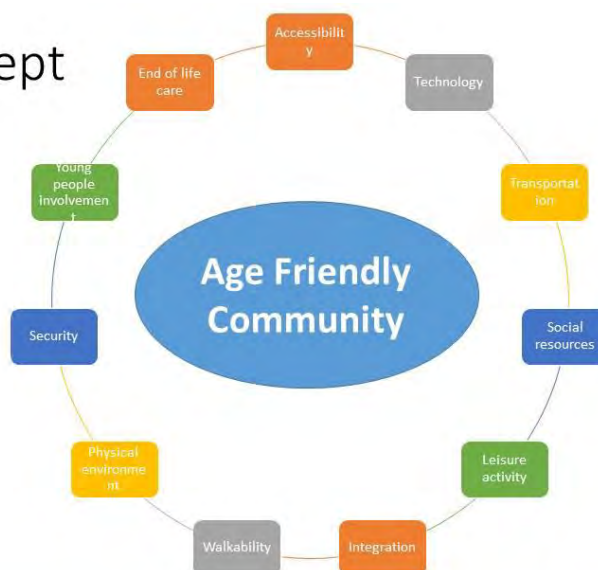 ept
Accessibilit
y
Technology
Transportat
ion
Social
resources
Leisure
activity
Integration
Walkability
Physical
environme
nt
Security
Young
people
involvemen
t
End of life
care
Age Friendly
Community